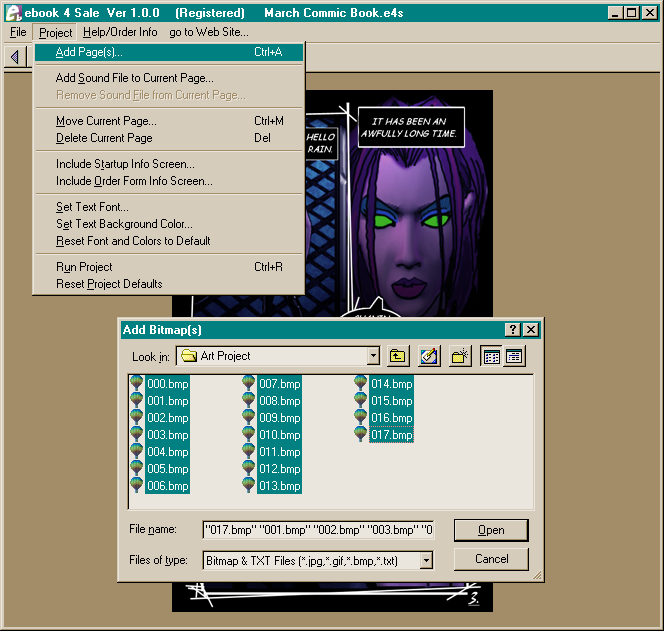 ebook 4 Sale Ver 1.0.0 (Registered) March Commic Book.e4s
File Project Help/Order Info go to Web Site...
Add Page(s)... Ctrl+A
Add Sound File to Current Page...
Remove Sound File from Current Page...
Move Current Page... Ctrl+M
Delete Current Page Del
Include Startup Info Screen...
Include Order Form Info Screen...
Set Text Font...
Set Text Background Color...
Reset Font and Colors to Default
Run Project Ctrl+R
Reset Project Defaults
HELLO
RAIN.
IT HAS BEEN AN
AWFULLY LONG TIME.
Add Bitmap(s)
Look in: Art Project
000.bmp 007.bmp 014.bmp
001.bmp 008.bmp 015.bmp
002.bmp 009.bmp 016.bmp
003.bmp 010.bmp 017.bmp
004.bmp 011.bmp
005.bmp 012.bmp
006.bmp 013.bmp
File name: "017.bmp" "001.bmp" "002.bmp" "003.bmp" "0 Open
Files of type: Bitmap & TXT Files (*.jpg,*.gif,*.bmp,*.txt) Cancel
3.